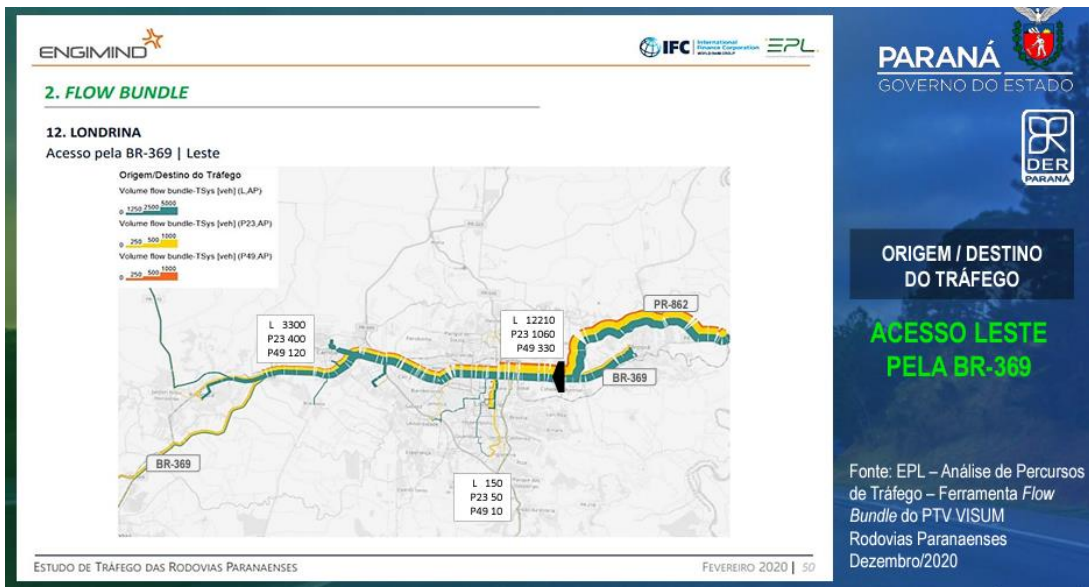 ENGIMIND
IFC International Finance Corporation
WORLD BANK GROUP
EPL
2. FLOW BUNDLE
12. LONDRINA
Acesso pela BR-369 | Leste
Origem/Destino do Tráfego
Volume flow bundle-TSys [veh] (L,AP)
0 1250 2500 5000
Volume flow bundle-TSys [veh] (P23,AP)
0 250 500 1000
Volume flow bundle-TSys [veh] (P49,AP)
0 250 500 1000
PR-862
L 3300
P23 400
P49 120
L 12210
P23 1060
P49 330
BR-369
BR-369
L 150
P23 50
P49 10
ESTUDO DE TRÁFEGO DAS RODOVIAS PARANAENSES
FEVEREIRO 2020 | 50
PARANÁ
GOVERNO DO ESTADO
DER
PARANÁ
ORIGEM / DESTINO
DO TRÁFEGO
ACESSO LESTE
PELA BR-369
Fonte: EPL – Análise de Percursos
de Tráfego – Ferramenta Flow
Bundle do PTV VISUM
Rodovias Paranaenses
Dezembro/2020